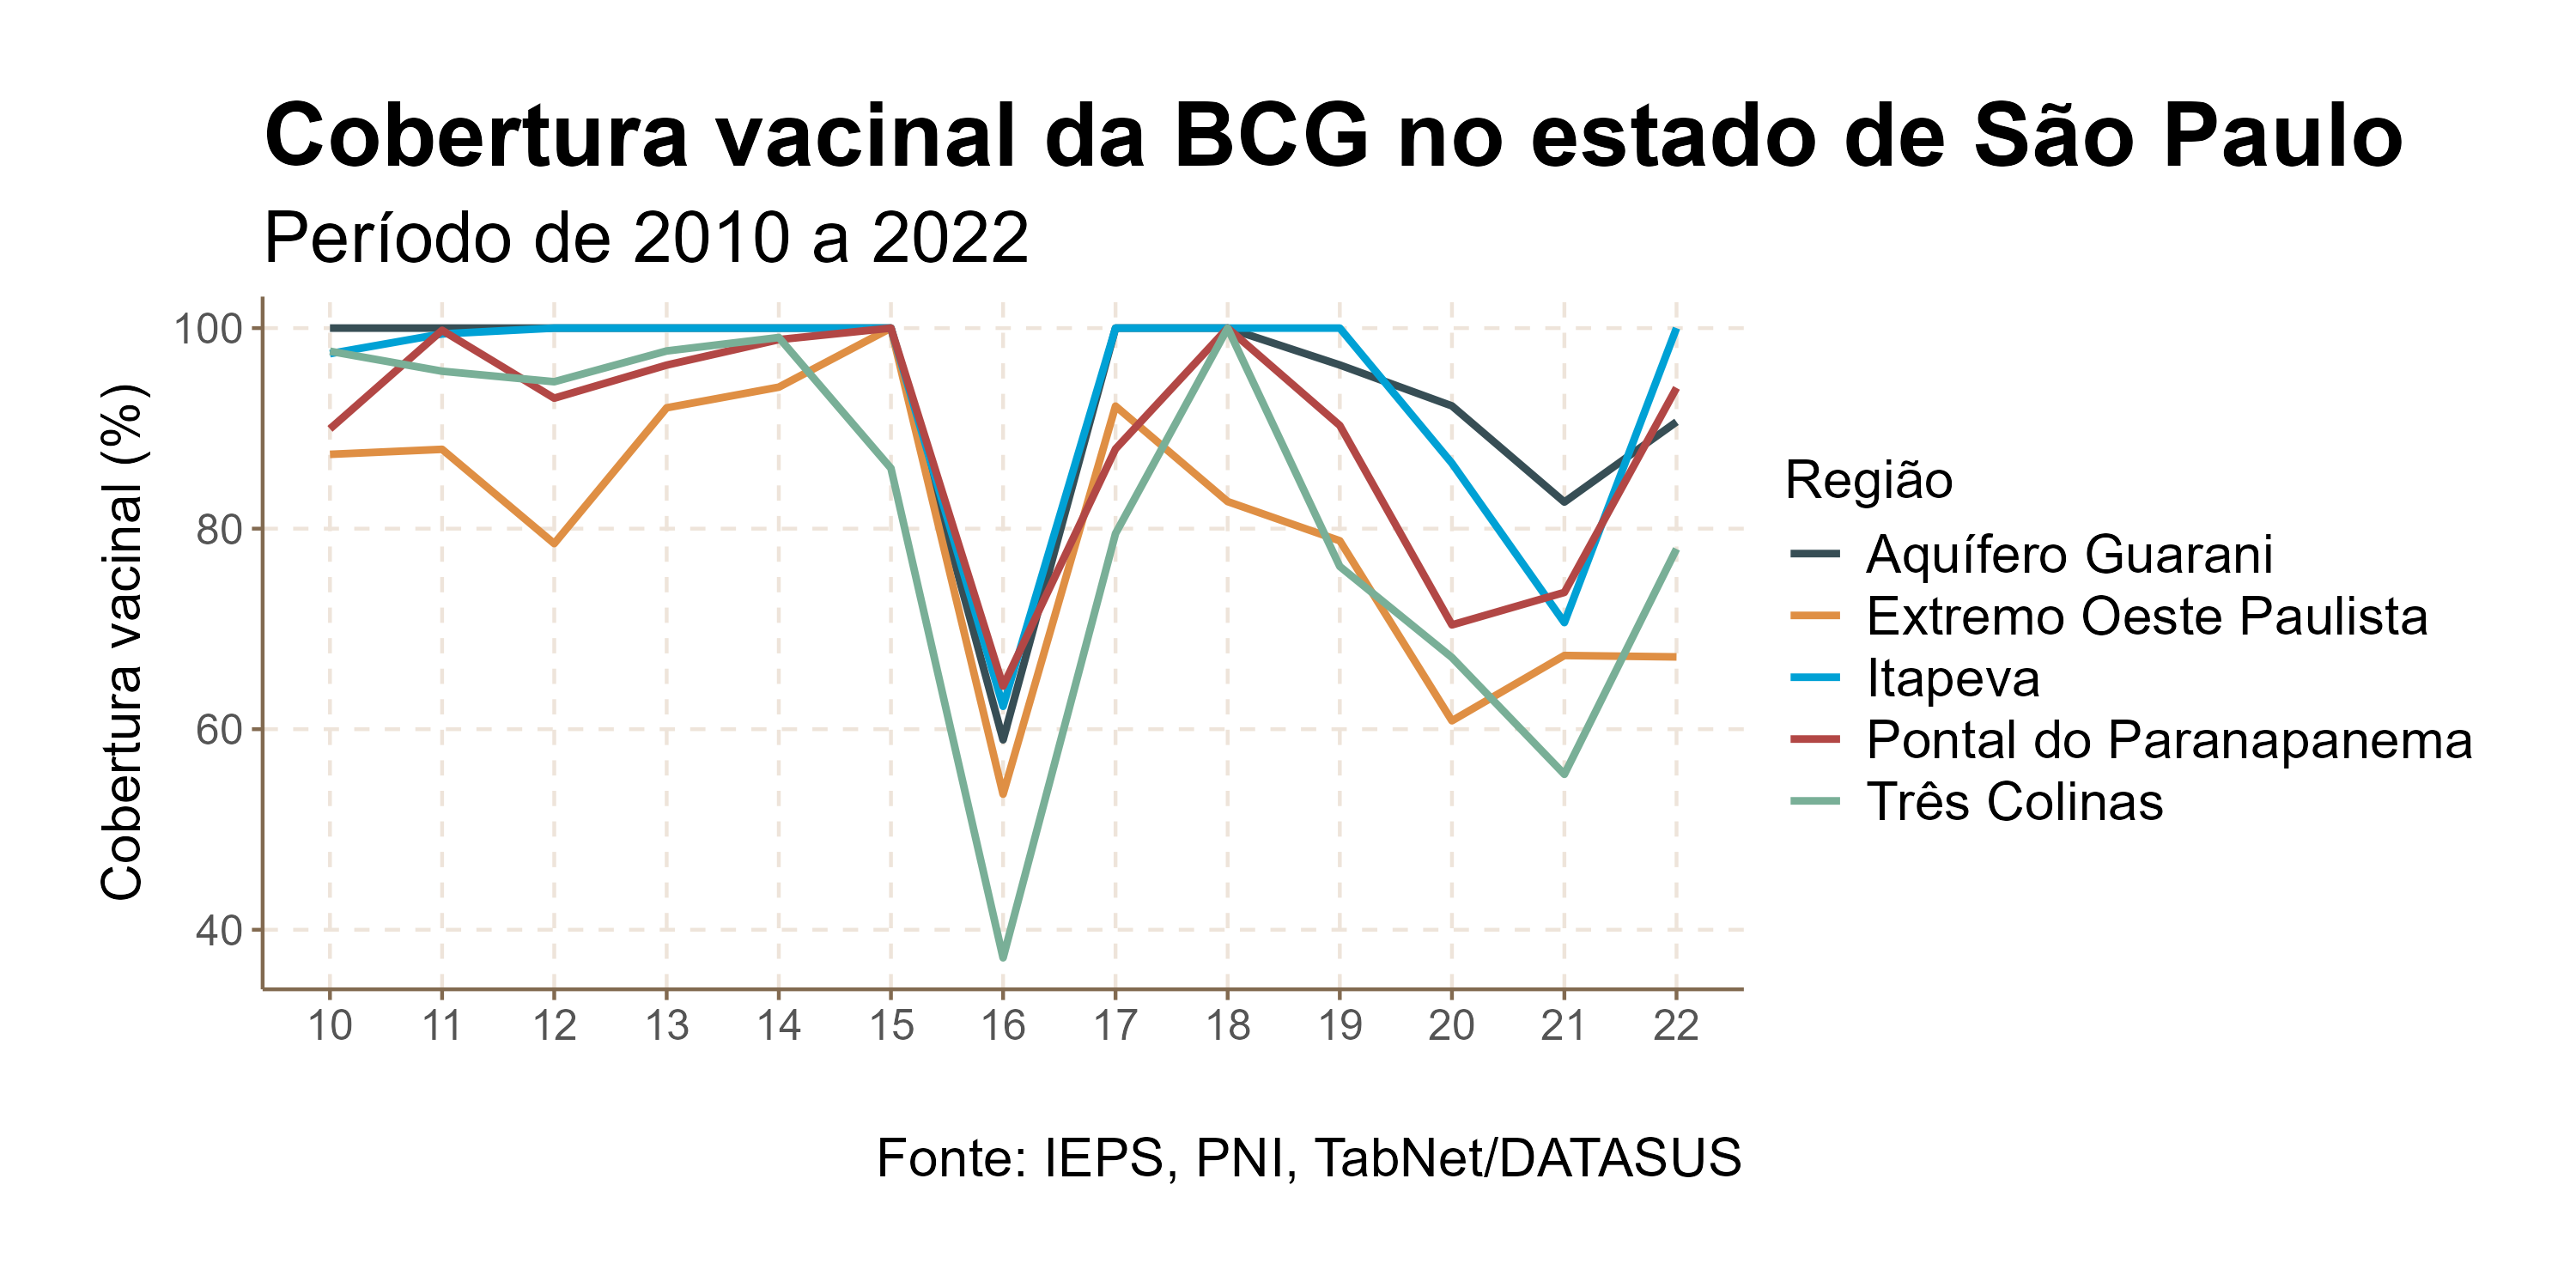 Cobertura vacinal da BCG no estado de São Paulo
Período de 2010 a 2022
Cobertura vacinal (%)
100
80
60
40
10 11 12 13 14 15 16 17 18 19 20 21 22
Região
Aquífero Guarani
Extremo Oeste Paulista
Itapeva
Pontal do Paranapanema
Três Colinas
Fonte: IEPS, PNI, TabNet/DATASUS